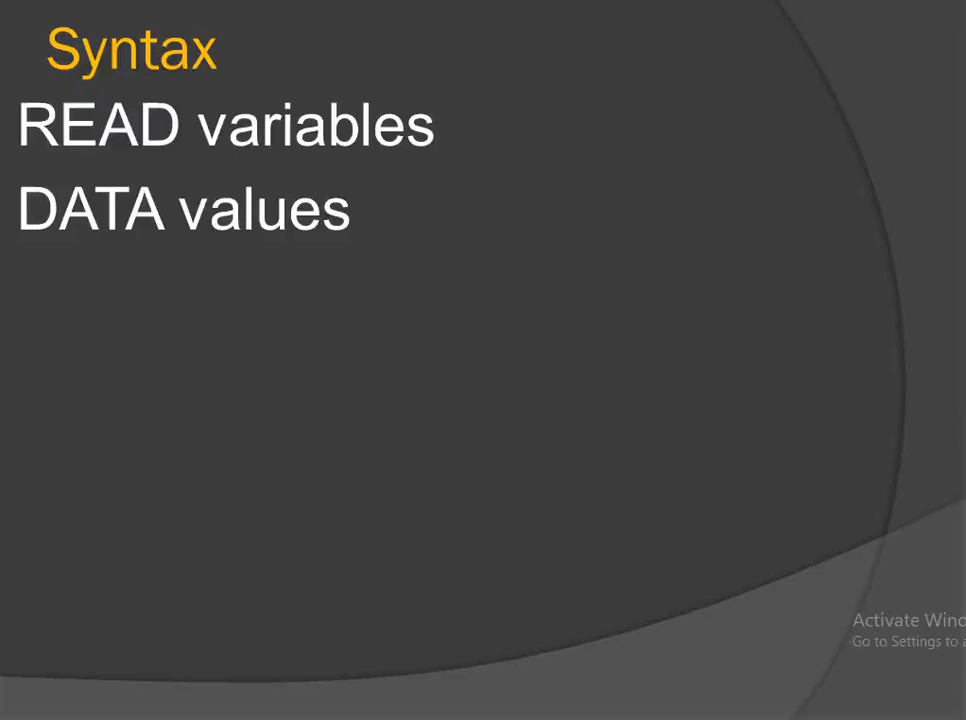 Syntax
READ variables
DATA values
Activate Wind
Go to Settings to a